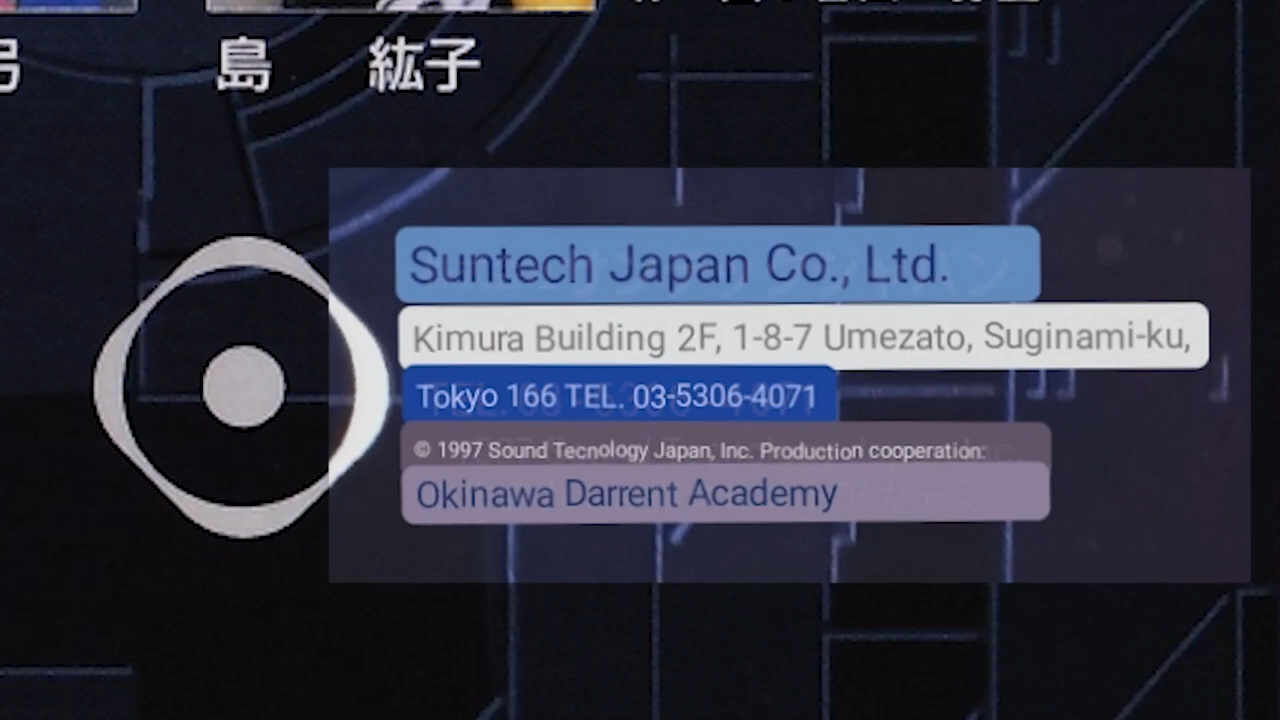 島 紘子
Suntech Japan Co., Ltd.
Kimura Building 2F, 1-8-7 Umezato, Suginami-ku,
Tokyo 166 TEL. 03-5306-4071
© 1997 Sound Tecnology Japan, Inc. Production cooperation:
Okinawa Darrent Academy